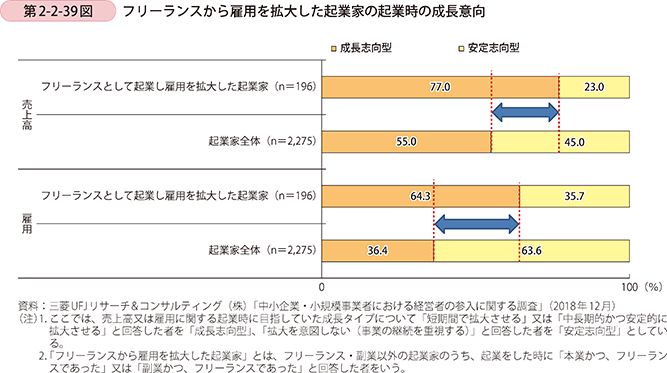 第2-2-39図 フリーランスから雇用を拡大した起業家の起業時の成長意向
成長志向型 安定志向型
売上高
フリーランスとして起業し雇用を拡大した起業家（n＝196） 77.0 23.0
起業家全体（n＝2,275） 55.0 45.0
雇用
フリーランスとして起業し雇用を拡大した起業家（n＝196） 64.3 35.7
起業家全体（n＝2,275） 36.4 63.6
0 100（％）
資料：三菱UFJリサーチ&コンサルティング（株）「中小企業・小規模事業者における経営者の参入に関する調査」（2018年12月）
（注）1. ここでは、売上高又は雇用に関する起業時に目指していた成長タイプについて「短期間で拡大させる」又は「中長期的かつ安定的に
拡大させる」と回答した者を「成長志向型」、「拡大を意図しない（事業の継続を重視する）」と回答した者を「安定志向型」としてい
る。
2.「フリーランスから雇用を拡大した起業家」とは、フリーランス・副業以外の起業家のうち、起業をした時に「本業かつ、フリーラン
スであった」又は「副業かつ、フリーランスであった」と回答した者をいう。